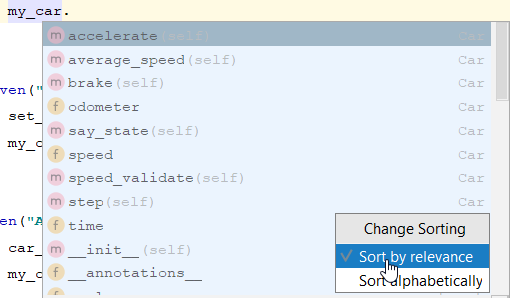 my_car.
m accelerate(self) Car
m average_speed(self) Car
ven("
m brake(self) Car
set_
f odometer Car
my_c
m say_state(self) Car
f speed Car
m speed_validate(self) Car
m step(self) Car
en("A
f time
Change Sorting
car_
m __init__(self)
Sort by relevance
my_c
f __annotations__
Sort alphabetically